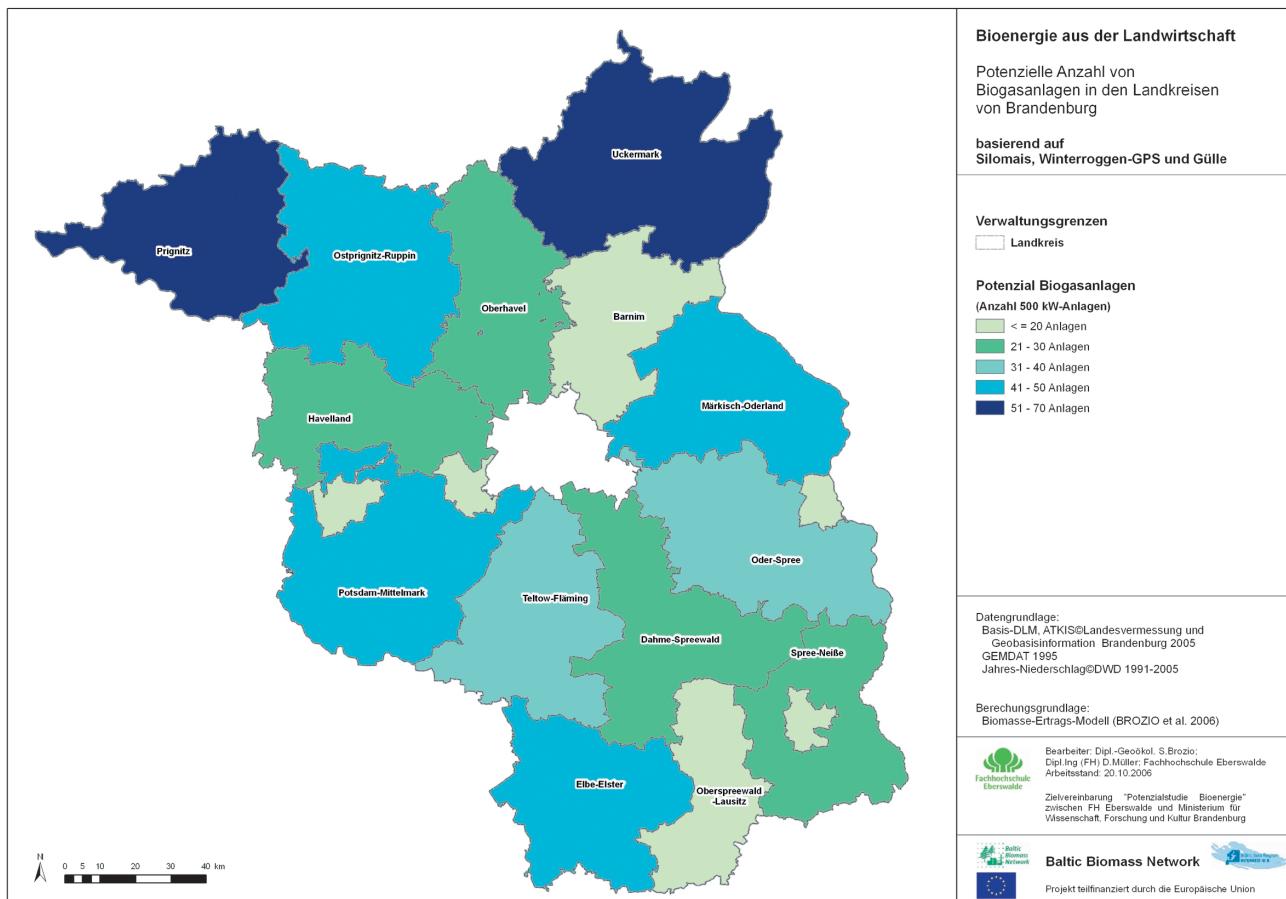 Bioenergie aus der Landwirtschaft
Potenzielle Anzahl von
Biogasanlagen in den Landkreisen
von Brandenburg
basierend auf
Silomais, Winterroggen-GPS und Gülle
Verwaltungsgrenzen
Landkreis
Potenzial Biogasanlagen
(Anzahl 500 kW-Anlagen)
< = 20 Anlagen
21 - 30 Anlagen
31 - 40 Anlagen
41 - 50 Anlagen
51 - 70 Anlagen
Uckermark
Prignitz
Ostprignitz-Ruppin
Oberhavel
Barnim
Märkisch-Oderland
Havelland
Oder-Spree
Potsdam-Mittelmark
Teltow-Fläming
Dahme-Spreewald
Spree-Neiße
Elbe-Elster
Oberspreewald
-Lausitz
N
0 5 10 20 30 40 km
Datengrundlage:
Basis-DLM, ATKIS©Landesvermessung und
Geobasisinformation Brandenburg 2005
GEMDAT 1995
Jahres-Niederschlag©DWD 1991-2005
Berechungsgrundlage:
Biomasse-Ertrags-Modell (BROZIO et al. 2006)
Fachhochschule
Eberswalde
Bearbeiter: Dipl.-Geoökol. S.Brozio;
Dipl.Ing (FH) D.Müller; Fachhochschule Eberswalde
Arbeitsstand: 20.10.2006
Zielvereinbarung "Potenzialstudie Bioenergie"
zwischen FH Eberswalde und Ministerium für
Wissenschaft, Forschung und Kultur Brandenburg
Baltic
Biomass
Network
Baltic Biomass Network
Projekt teilfinanziert durch die Europäische Union